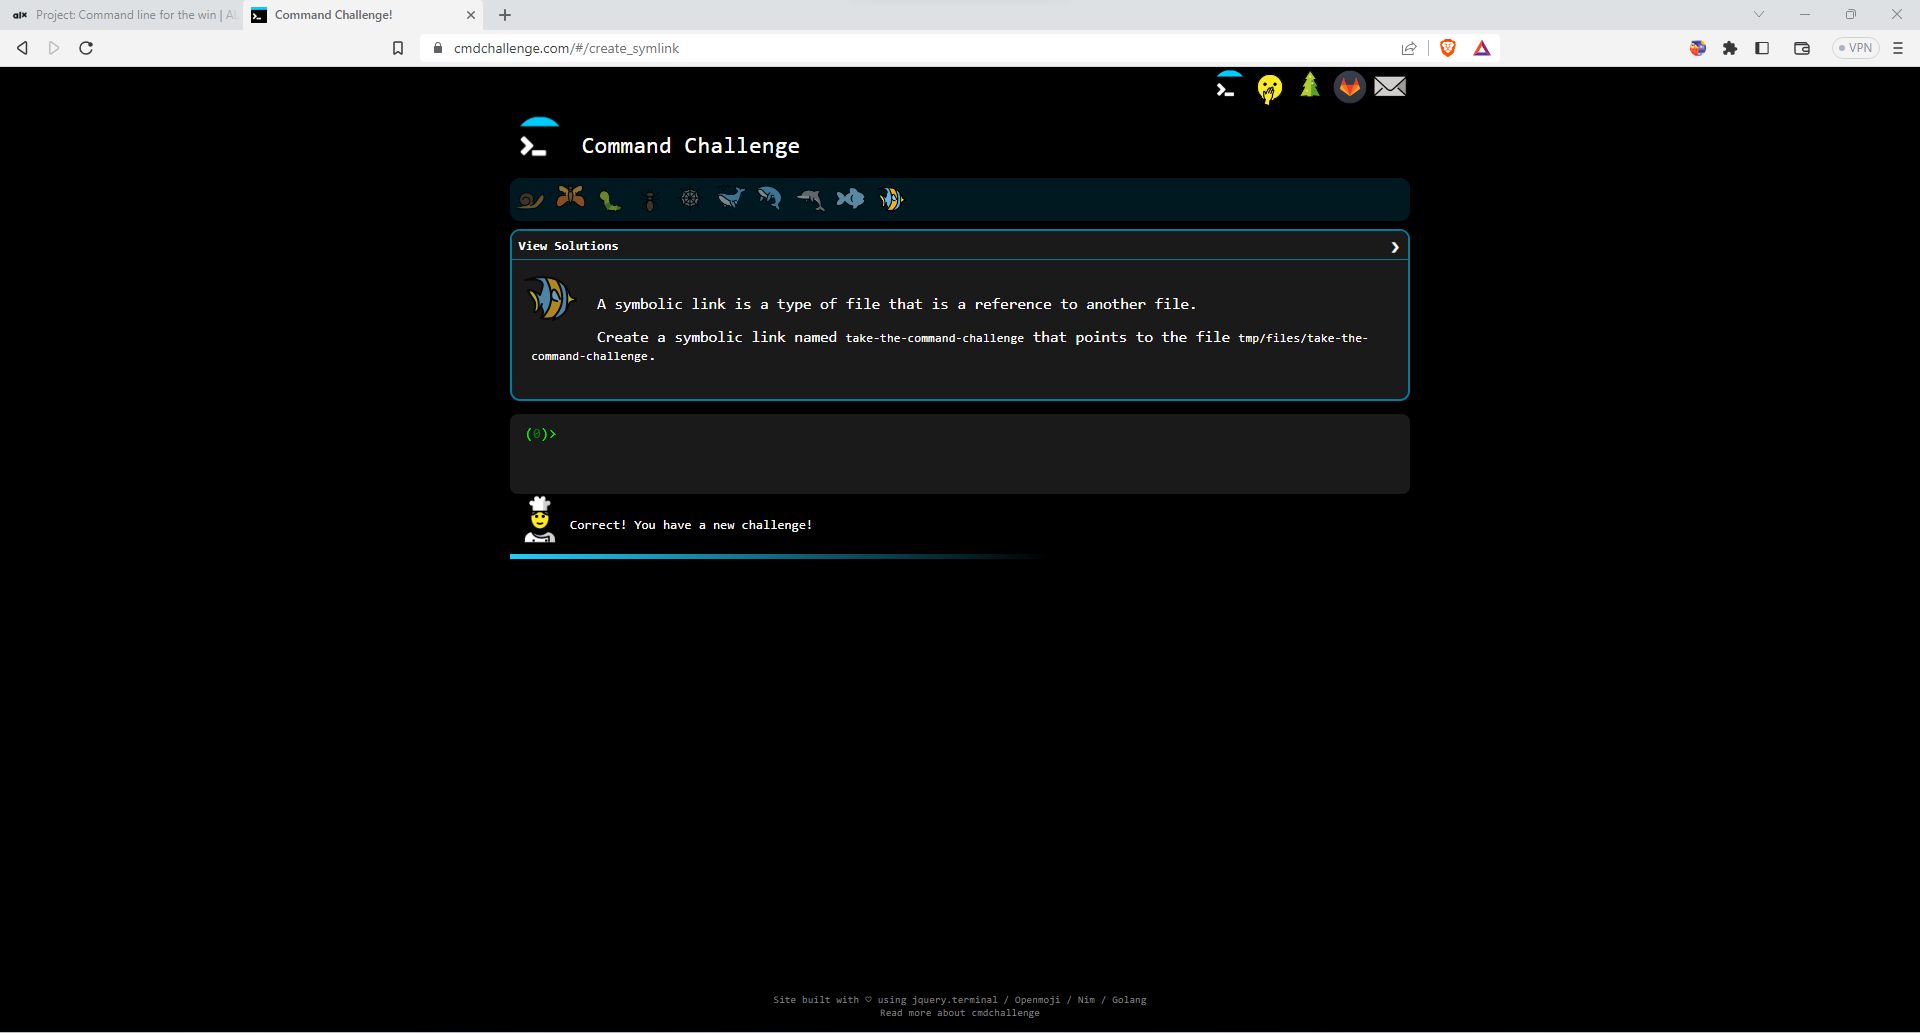 alx Project: Command line for the win | AL
Command Challenge!
cmdchallenge.com/#/create_symlink
VPN
Command Challenge
View Solutions
A symbolic link is a type of file that is a reference to another file.
Create a symbolic link named take-the-command-challenge that points to the file tmp/files/take-the-
command-challenge.
(0)>
Correct! You have a new challenge!
Site built with ♡ using jquery.terminal / Openmoji / Nim / Golang
Read more about cmdchallenge